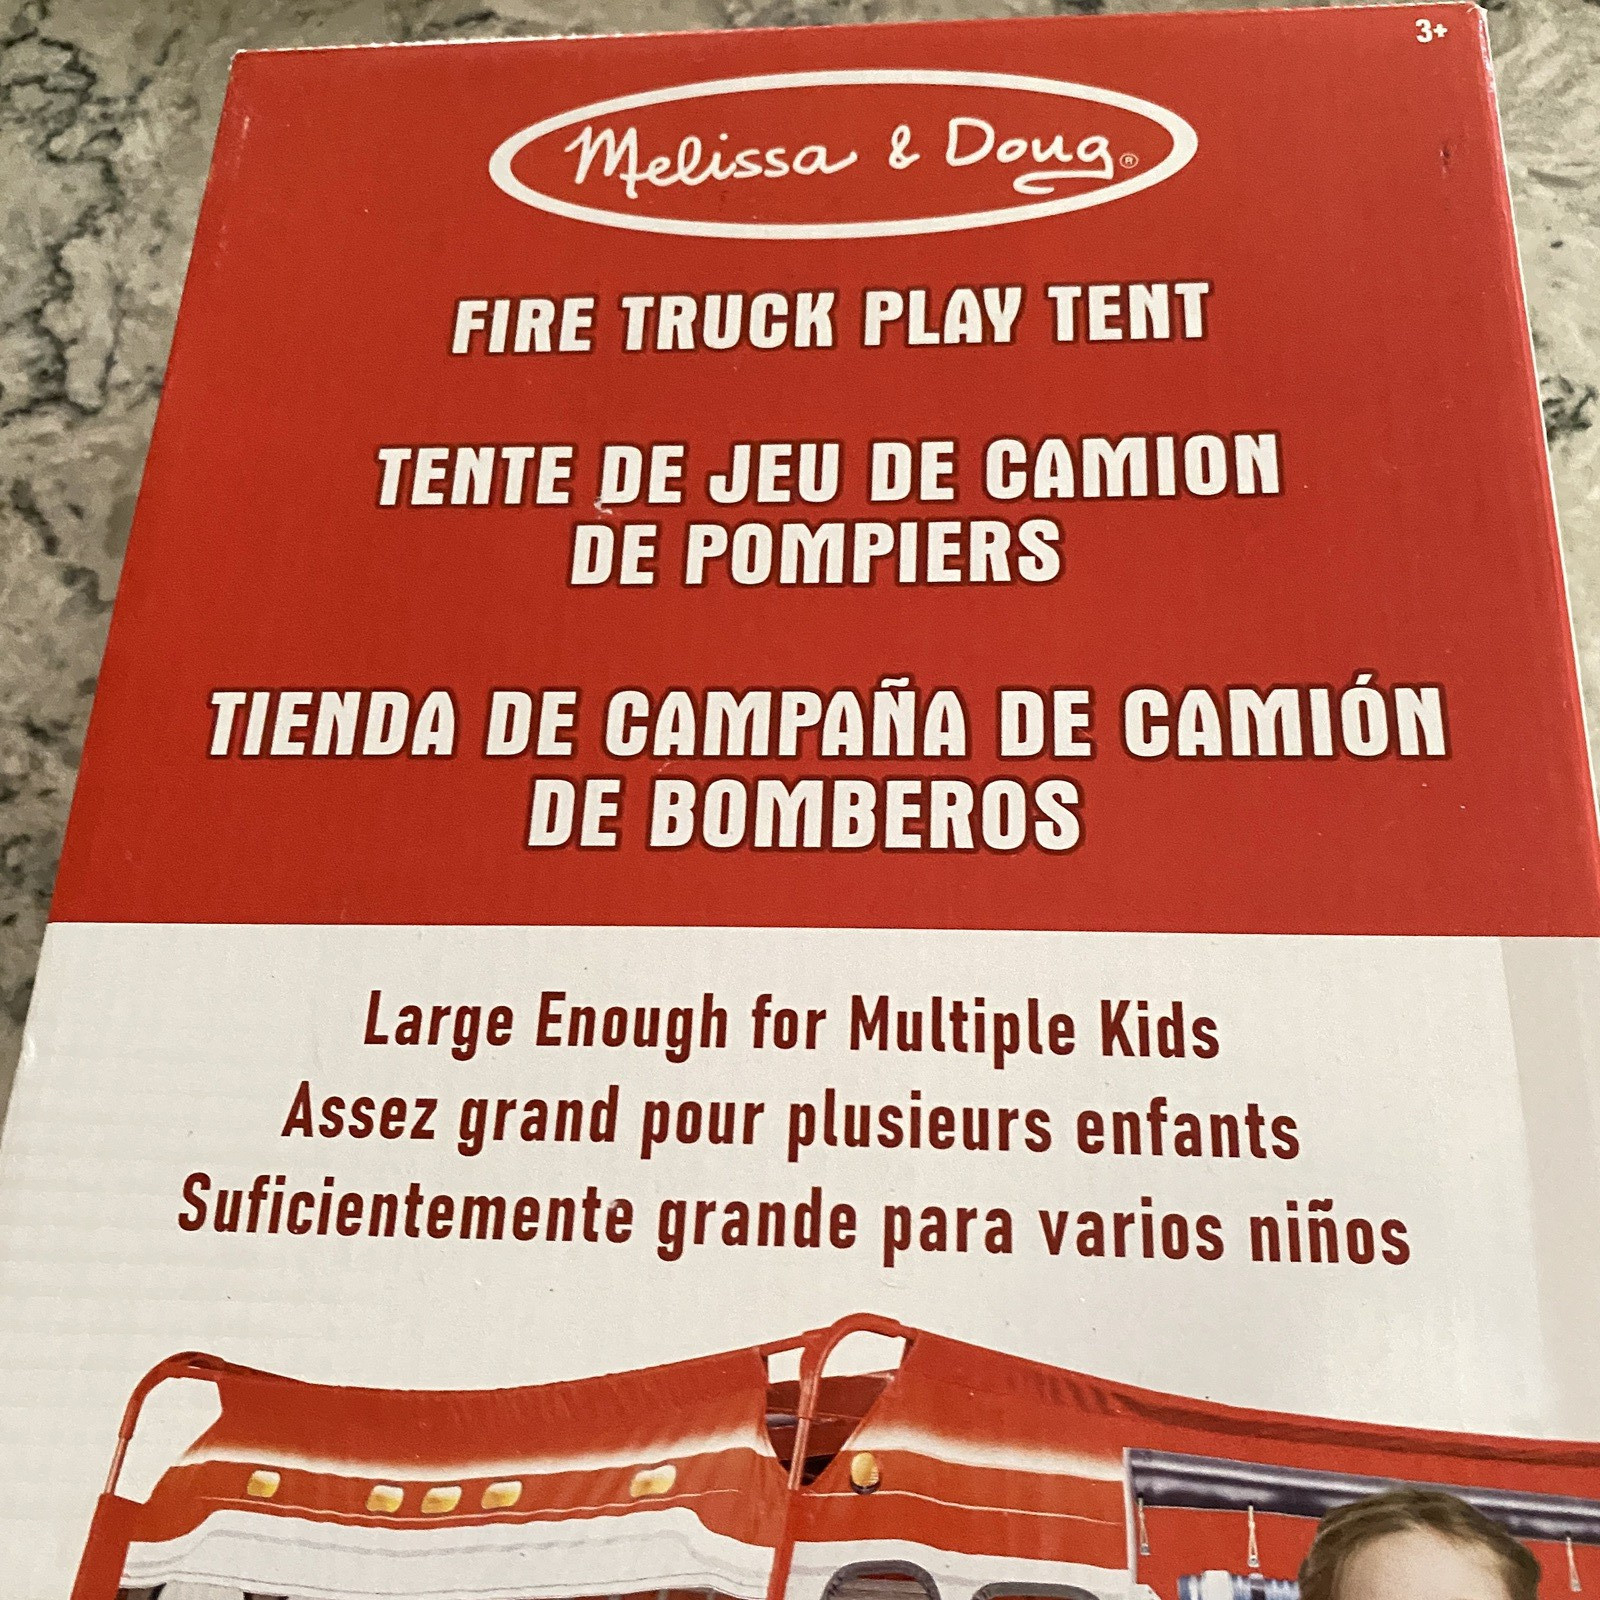 3+
Melissa & Doug®
FIRE TRUCK PLAY TENT
TENTE DE JEU DE CAMION
DE POMPIERS
TIENDA DE CAMPAÑA DE CAMIÓN
DE BOMBEROS
Large Enough for Multiple Kids
Assez grand pour plusieurs enfants
Suficientemente grande para varios niños